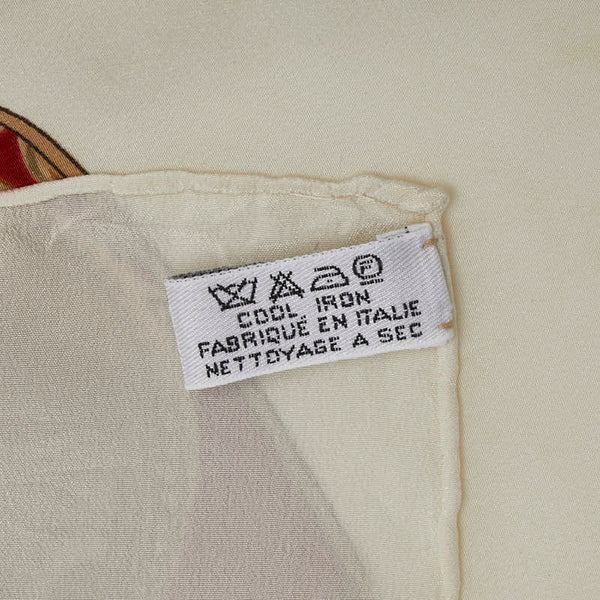 COOL IRON
FABRIQUÉ EN ITALIE
NETTOYAGE A SEC